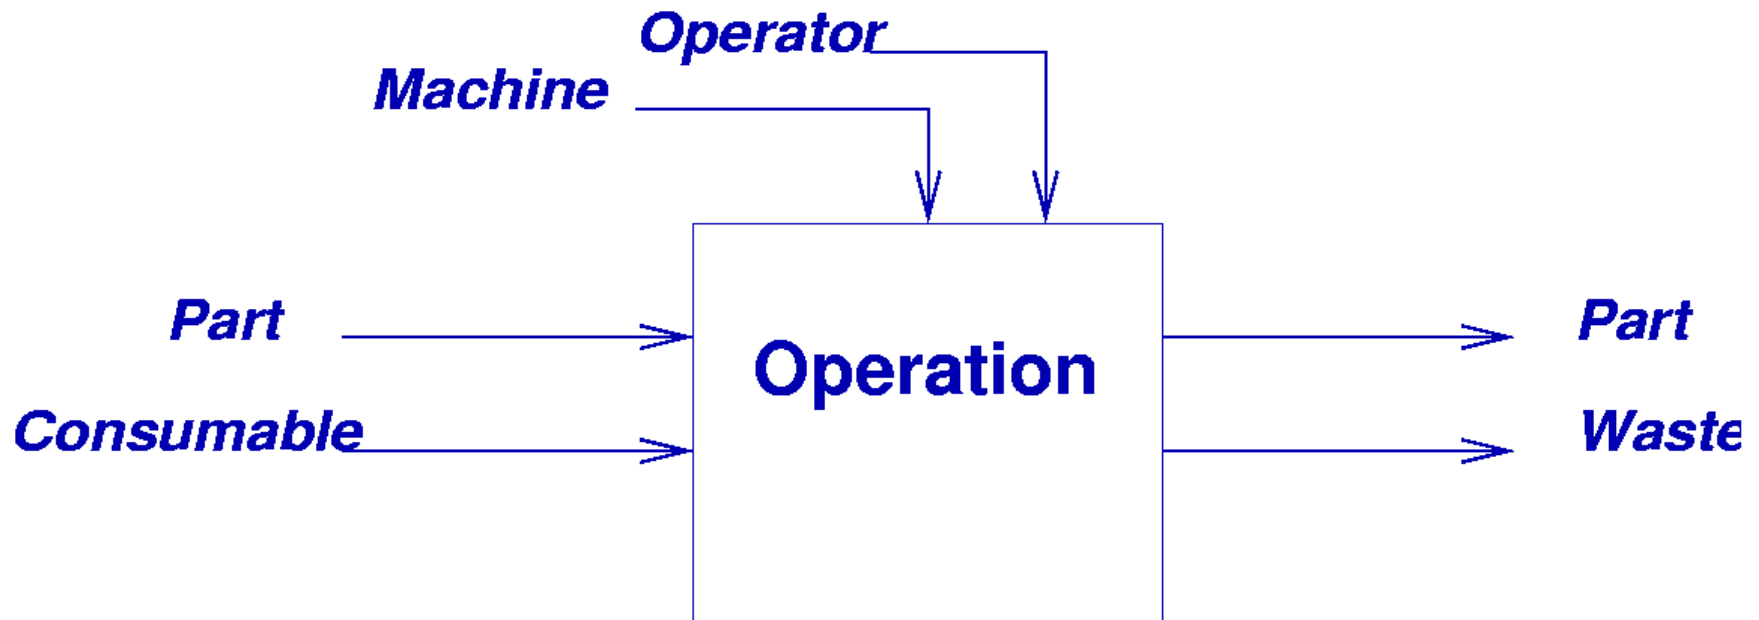 Operator
Machine
Part
Part
Operation
Consumable
Waste